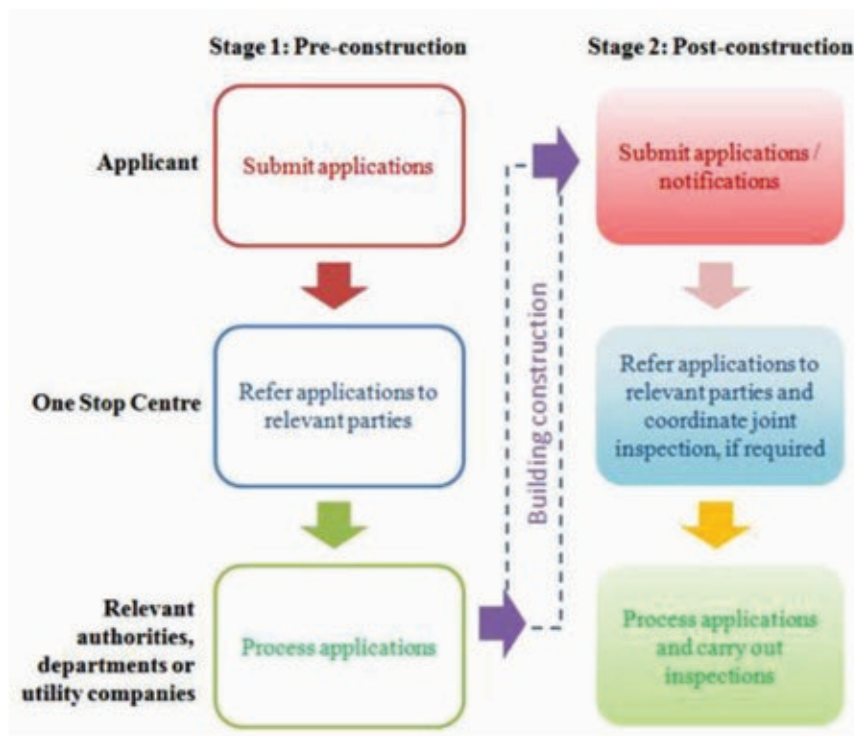 Stage 1: Pre-construction
Stage 2: Post-construction
Applicant
Submit applications
Submit applications /
notifications
Building construction
One Stop Centre
Refer applications to
relevant parties
Refer applications to
relevant parties and
coordinate joint
inspection, if required
Relevant
authorities,
departments or
utility companies
Process applications
Process applications
and carry out
inspections